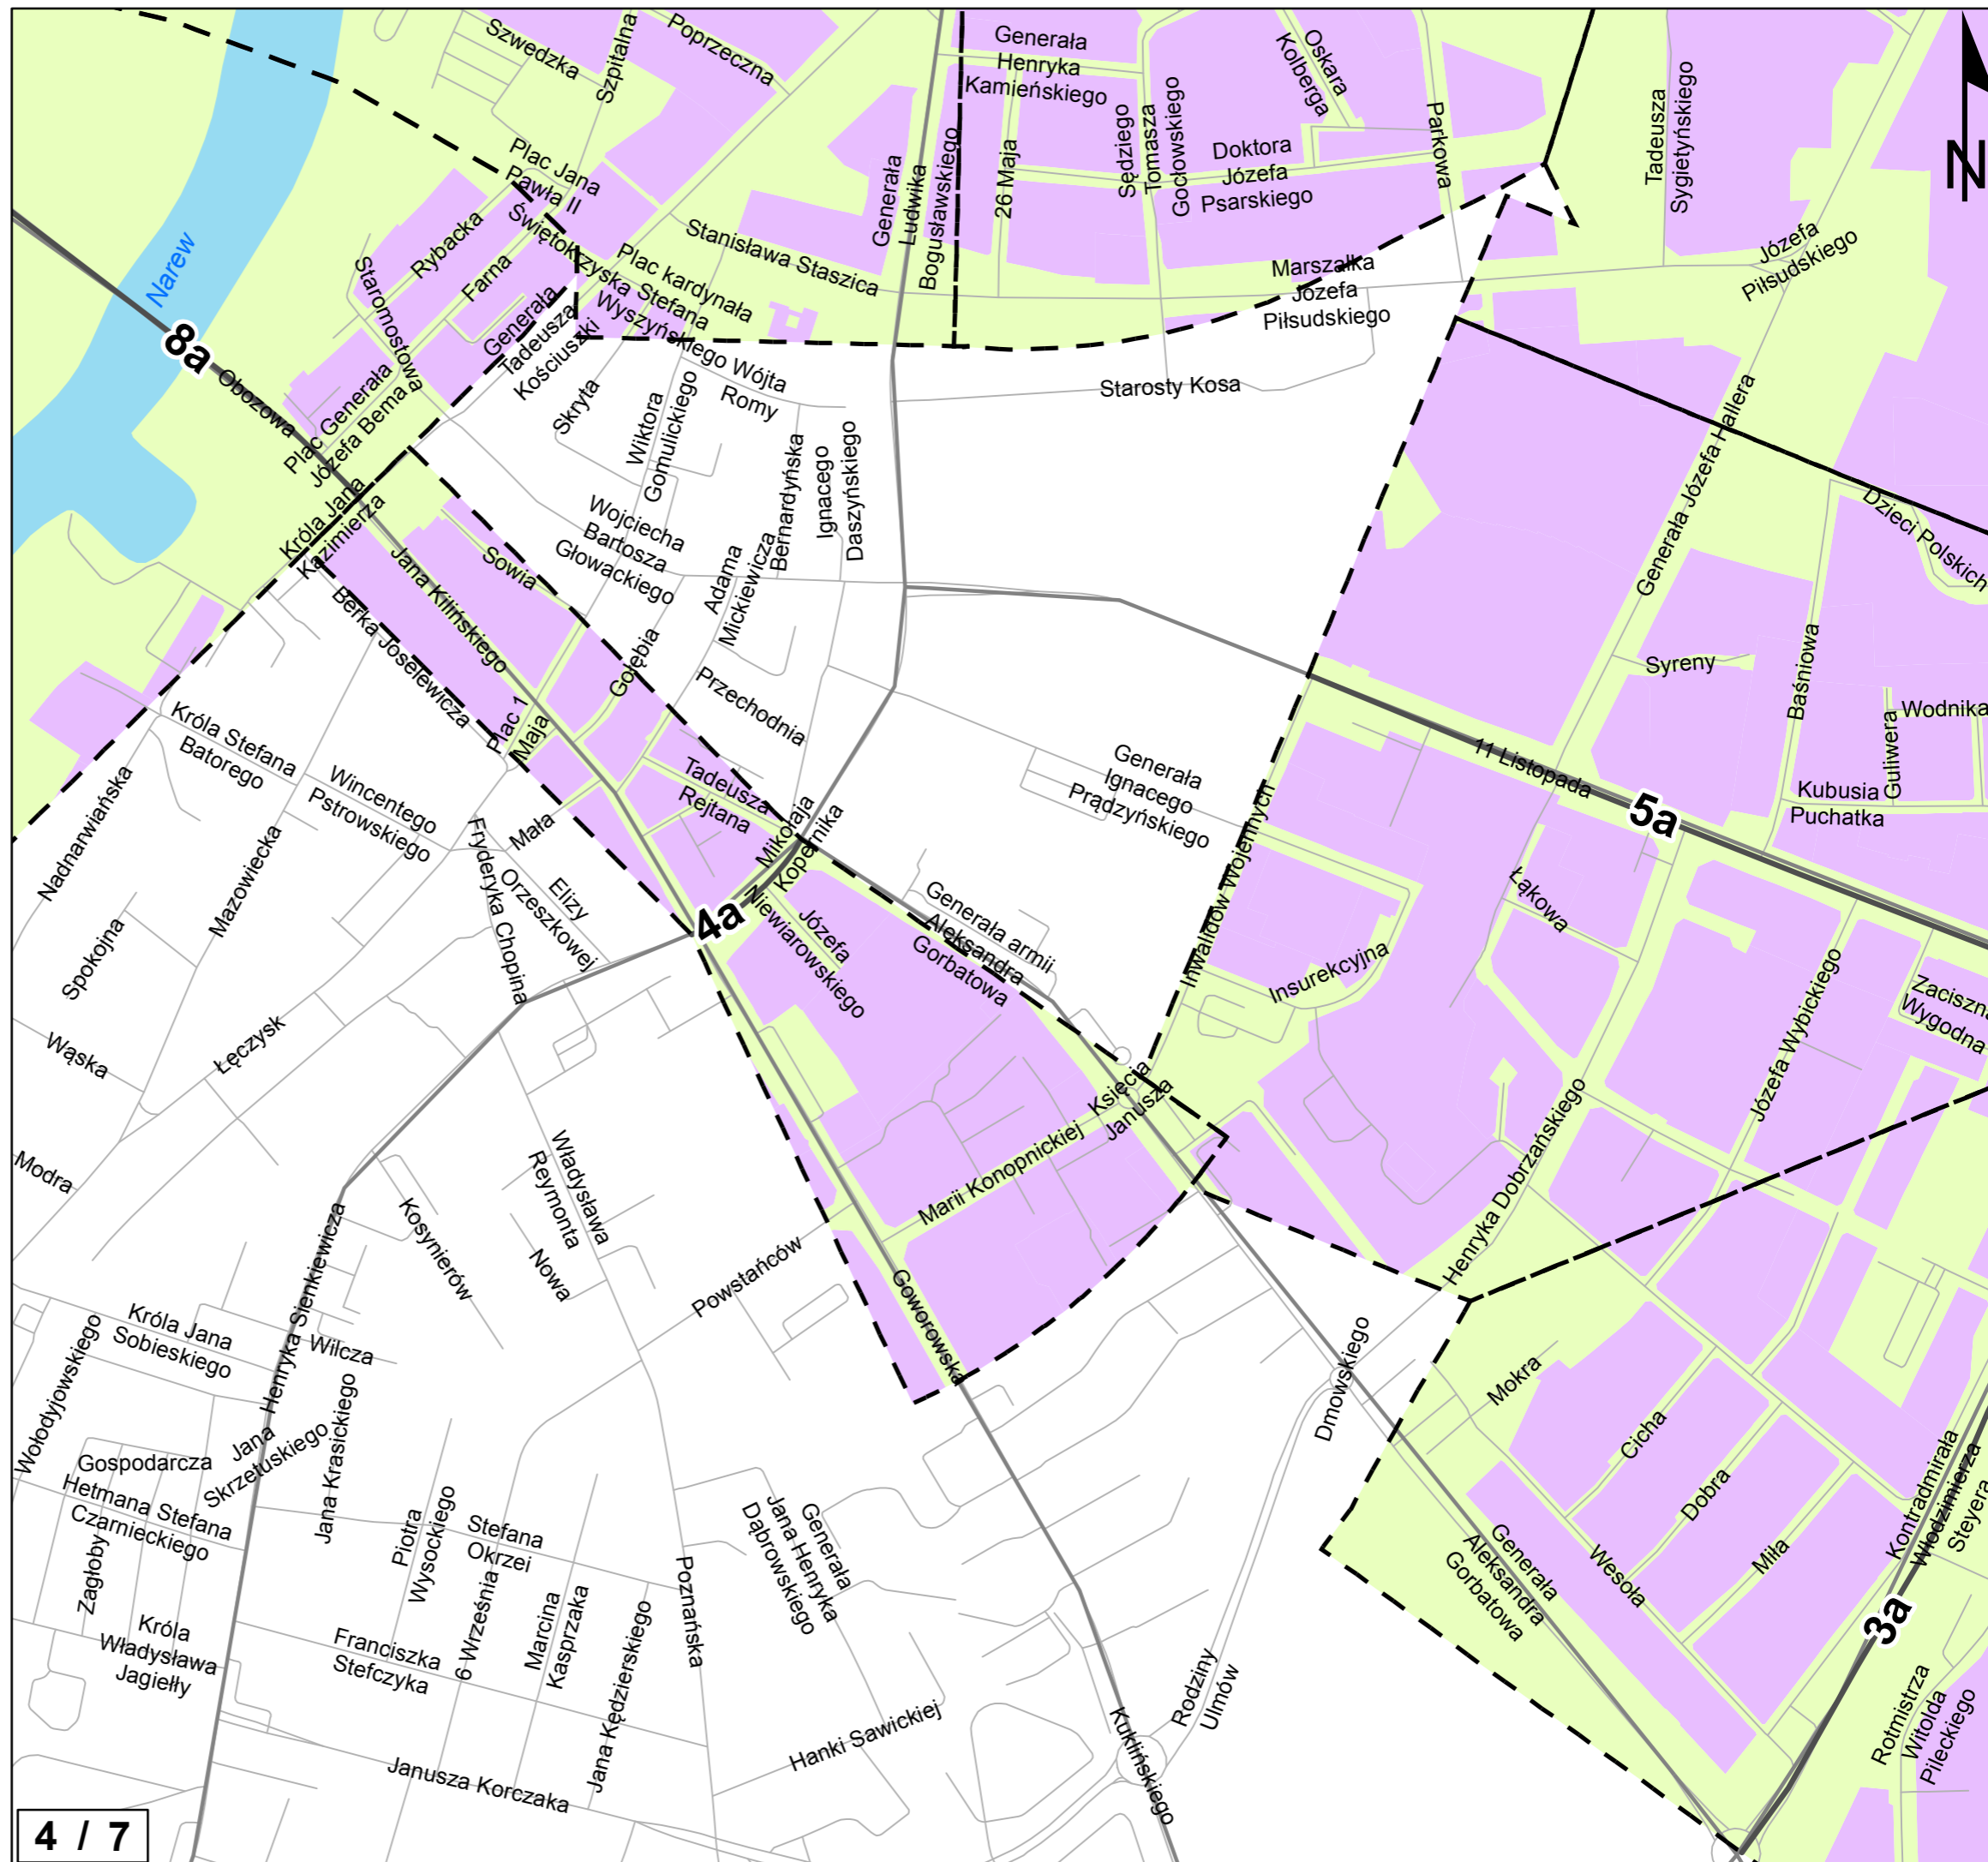 Szwedzka
Szpitalna
Poprzeczna
Generała
Henryka
Kamieńskiego
Oskara
Kolberga
Tadeusza
Sygietyńskiego
N
Parkowa
Sędziego
Tomasza
Gocłowskiego
Doktora
Józefa
Psarskiego
26 Maja
Generała
Ludwika
Bogusławskiego
Plac Jana
Pawła II
Świętokrzyska
Rybacka
Farna
Staromostowa
Narew
Plac kardynała
Stefana
Wyszyńskiego
Stanisława Staszica
Marszałka
Józefa
Piłsudskiego
Józefa
Piłsudskiego
Generała
Tadeusza
Kościuszki
8a
Obozowa
Plac Generała
Józefa Bema
Skryta
Wójta
Romy
Wiktora
Gomulickiego
Starosty Kosa
Bernardyńska
Ignacego
Daszyńskiego
Generała Józefa Hallera
Dzieci Polskich
Króla Jana
Kazimierza
Jana Kilińskiego
Sowia
Wojciecha
Bartosza
Głowackiego
Adama
Mickiewicza
Berka Joselewicza
Gołębia
Przechodnia
Plac 1
Maja
Syreny
Baśniowa
Wodnika
Guliwera
Kubusia
Puchatka
11 Listopada
5a
Króla Stefana
Batorego
Wincentego
Pstrowskiego
Nadnarwiańska
Mazowiecka
Mała
Fryderyka Chopina
Elizy
Orzeszkowej
Tadeusza
Rejtana
Mikołaja
Kopernika
4a
Józefa
Niewiarowskiego
Generała
Ignacego
Prądzyńskiego
Generała armii
Aleksandra
Gorbatowa
Inwalidów Wojennych
Insurekcyjna
Łąkowa
Józefa Wybickiego
Wygodna
Spokojna
Wąska
Łęczysk
Modra
Księcia
Janusza
Marii Konopnickiej
Henryka Dobrzańskiego
Władysława
Reymonta
Kosynierów
Nowa
Powstańców
Goworowska
Henryka Sienkiewicza
Króla Jana
Sobieskiego
Wilcza
Wołodyjowskiego
Gospodarcza
Jana
Skrzetuskiego
Jana Krasickiego
Hetmana Stefana
Czarnieckiego
Zagłoby
Króla
Władysława
Jagiełły
Piotra
Wysockiego
Stefana
Okrzei
6 Września
Marcina
Kasprzaka
Franciszka
Stefczyka
Jana Kędzierskiego
Janusza Korczaka
Poznańska
Generała
Jana Henryka
Dąbrowskiego
Hanki Sawickiej
Kuklińskiego
Rodziny
Ulmów
Dmowskiego
Mokra
Cicha
Dobra
Miła
Wesoła
Generała
Aleksandra
Gorbatowa
Kontradmirała
Włodzimierza
Steyera
3a
Rotmistrza
Witolda
Pileckiego
4 / 7